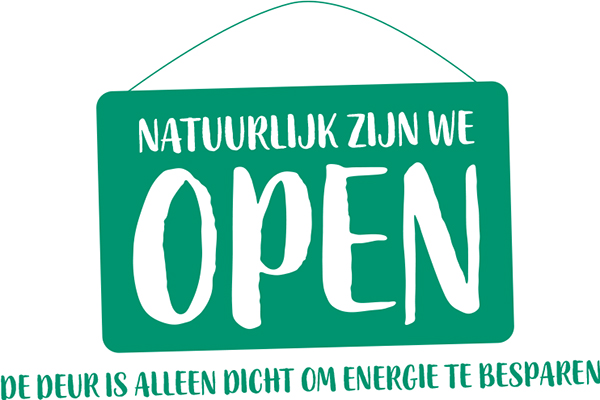 NATUURLIJK ZIJN WE
OPEN
DE DEUR IS ALLEEN DICHT OM ENERGIE TE BESPAREN